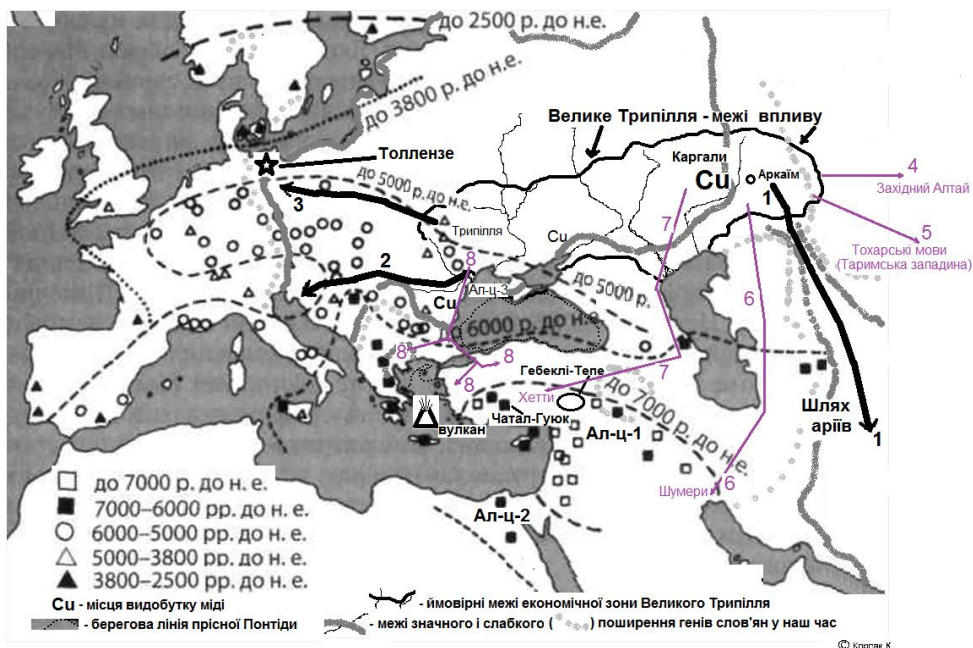 до 2500 р. до н.е.
до 3800 р. до н.е.
Велике Трипілля - межі впливу
Толлензе
Каргали
Cu
Аркаїм
1
4
Західний Алтай
до 5000 р. до н.е.
3
Трипілля
Cu
7
5
Тохарські мови
(Таримська западина)
2
8
Cu
Ал-ц-3
до 5000 р.
6
6000 р. до н.е.
8
8
8
Гебеклі-Тепе
7
Хетти
до 7000 р. до н.е.
Чатал-Гуюк
вулкан
Ал-ц-1
Шлях
аріїв
1
6
Шумери
Ал-ц-2
до 7000 р. до н. е.
7000–6000 рр. до н. е.
6000–5000 рр. до н. е.
5000–3800 рр. до н. е.
3800–2500 рр. до н. е.
Cu - місця видобутку міді
- берегова лінія прісної Понтіди
- ймовірні межі економічної зони Великого Трипілля
- межі значного і слабкого ( ) поширення генів слов'ян у наш час
©